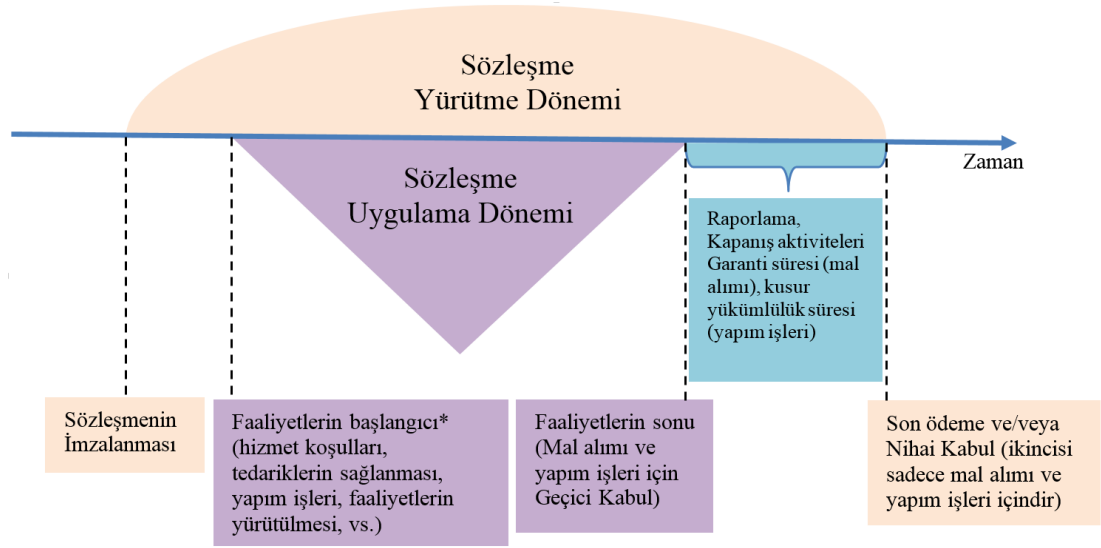 Sözleşme
Yürütme Dönemi
Zaman
Sözleşme
Uygulama Dönemi
Raporlama,
Kapanış aktiviteleri
Garanti süresi (mal
alımı), kusur
yükümlülük süresi
(yapım işleri)
Sözleşmenin
İmzalanması
Faaliyetlerin başlangıcı*
(hizmet koşulları,
tedariklerin sağlanması,
yapım işleri, faaliyetlerin
yürütülmesi, vs.)
Faaliyetlerin sonu
(Mal alımı ve
yapım işleri için
Geçici Kabul)
Son ödeme ve/veya
Nihai Kabul (ikincisi
sadece mal alımı ve
yapım işleri içindir)